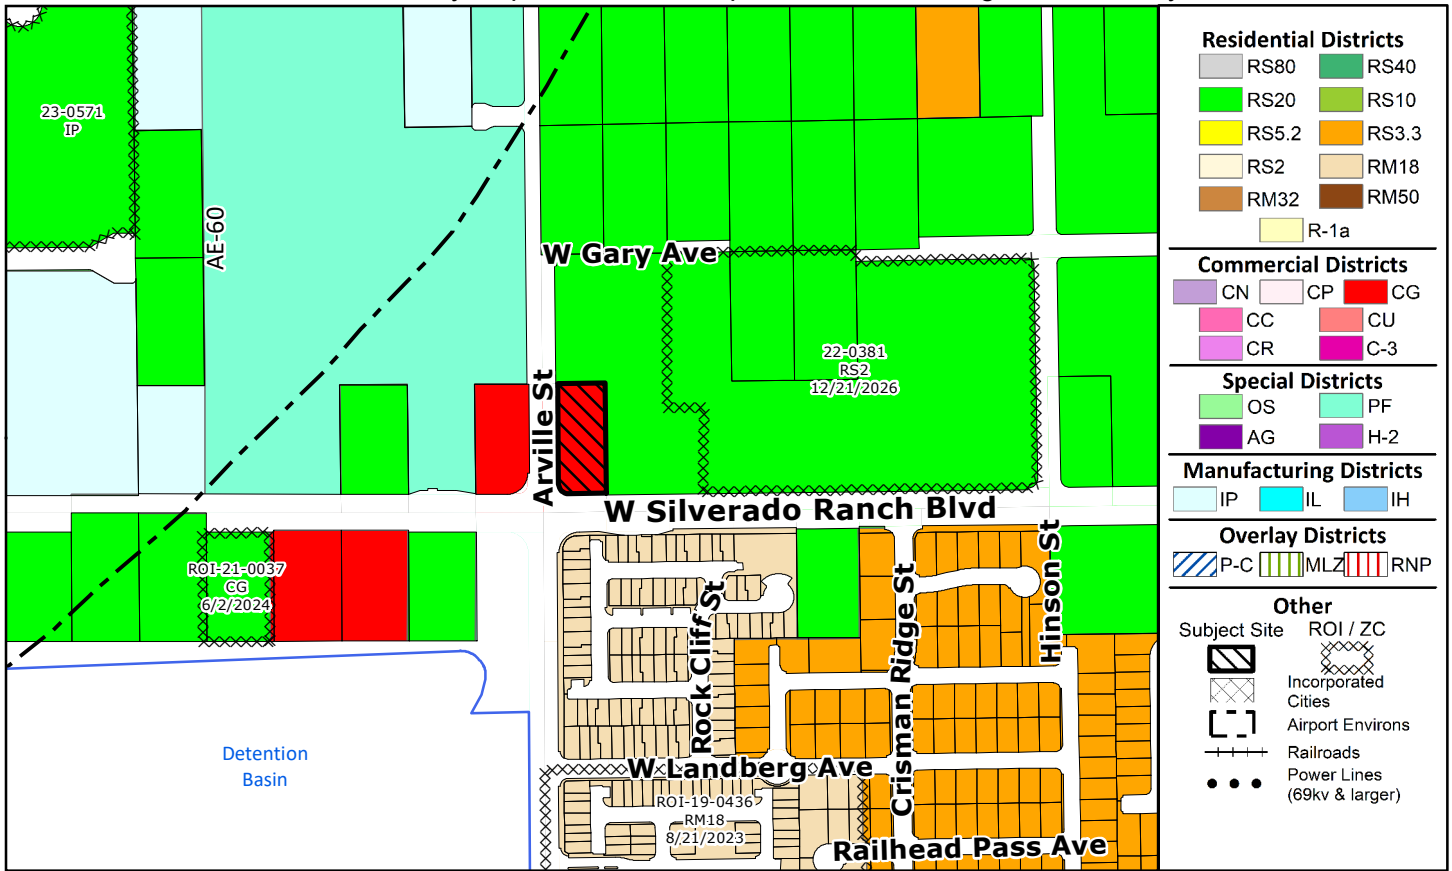 23-0571
IP
AE-60
W Gary Ave
22-0381
RS2
12/21/2026
Arville St
W Silverado Ranch Blvd
ROI-21-0037
CG
6/2/2024
Rock Cliff St
Crisman Ridge St
Hinson St
Detention
Basin
W Landberg Ave
ROI-19-0436
RM18
8/21/2023
Railhead Pass Ave
Residential Districts
RS80 RS40
RS20 RS10
RS5.2 RS3.3
RS2 RM18
RM32 RM50
R-1a
Commercial Districts
CN CP CG
CC CU
CR C-3
Special Districts
OS PF
AG H-2
Manufacturing Districts
IP IL IH
Overlay Districts
P-C MLZ RNP
Other
Subject Site ROI / ZC
Incorporated
Cities
Airport Environs
Railroads
Power Lines
(69kv & larger)